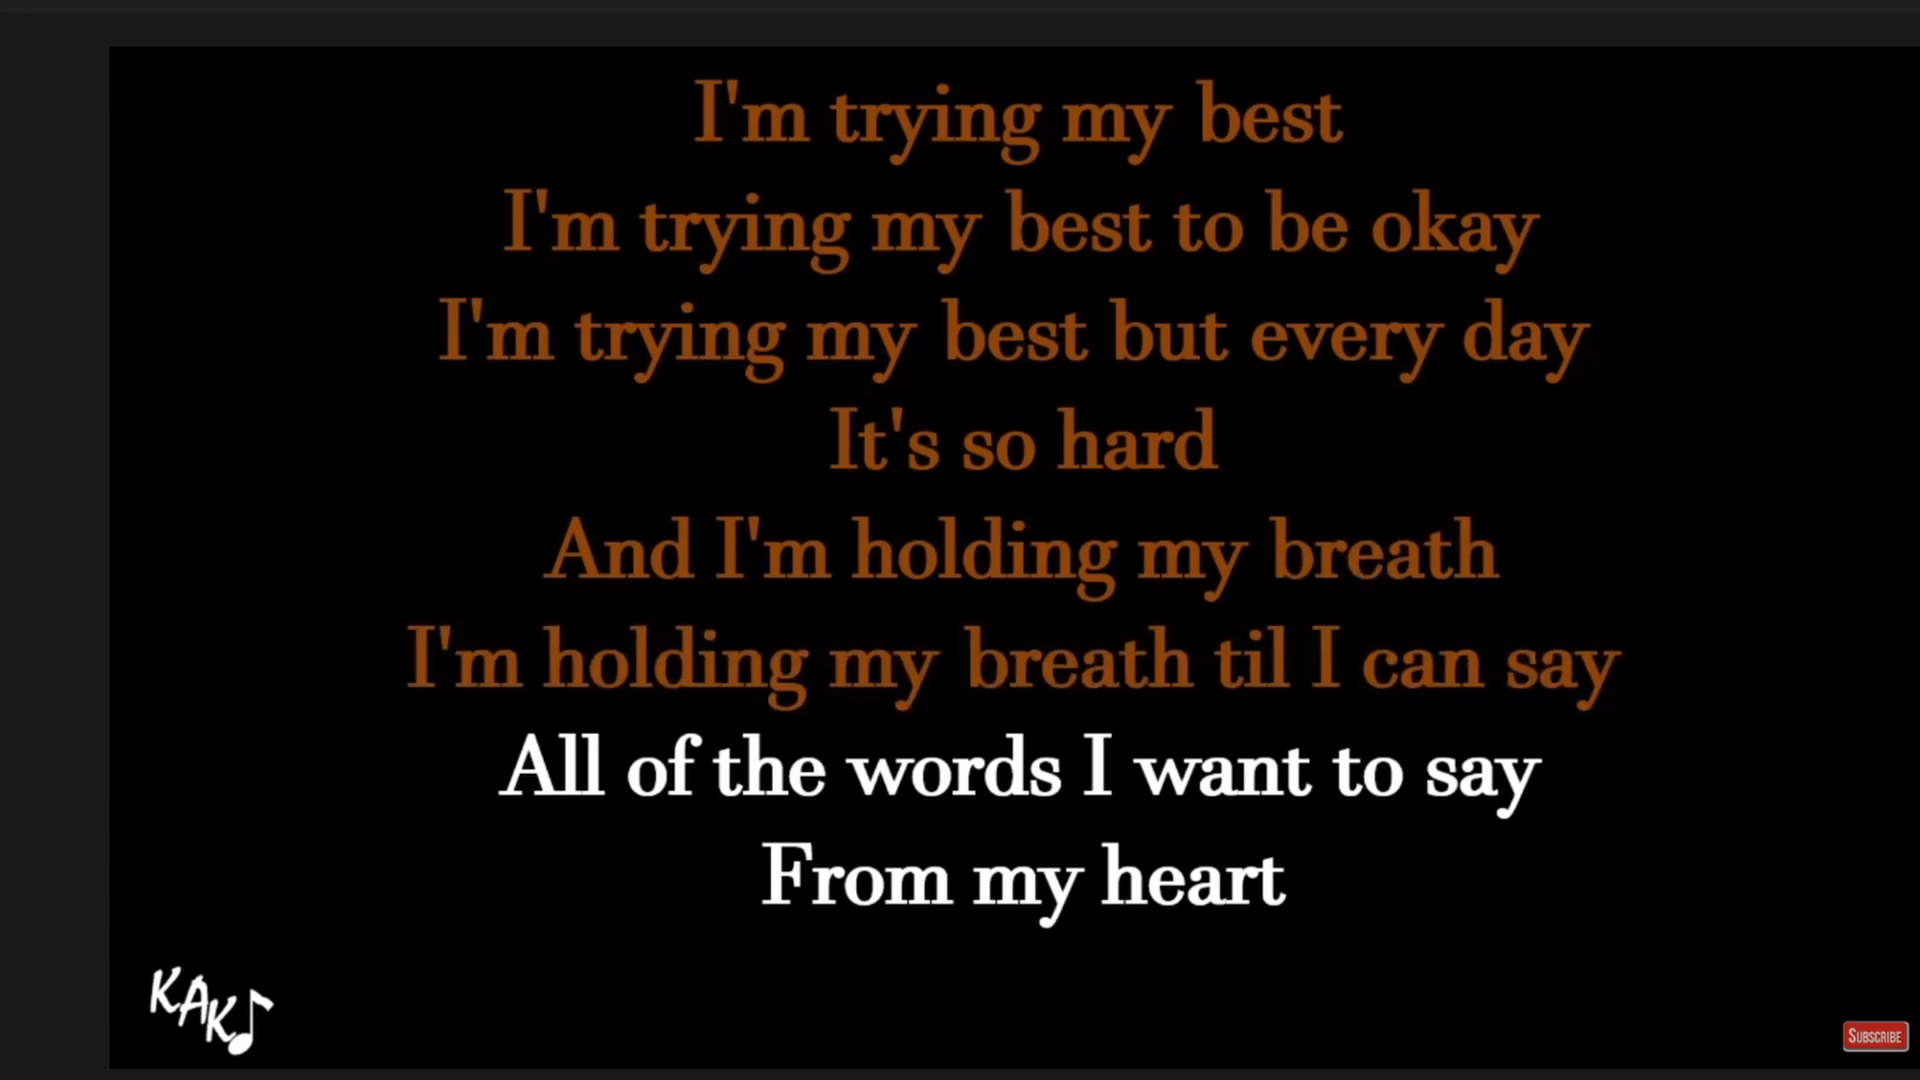 I'm trying my best
I'm trying my best to be okay
I'm trying my best but every day
It's so hard
And I'm holding my breath
I'm holding my breath til I can say
All of the words I want to say
From my heart
KAK
SUBSCRIBE